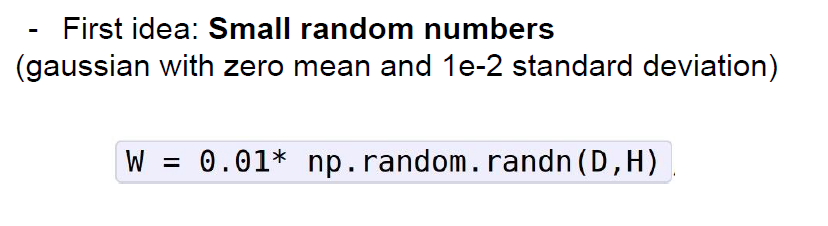 - First idea: Small random numbers
(gaussian with zero mean and 1e-2 standard deviation)
W = 0.01* np.random.randn(D,H)